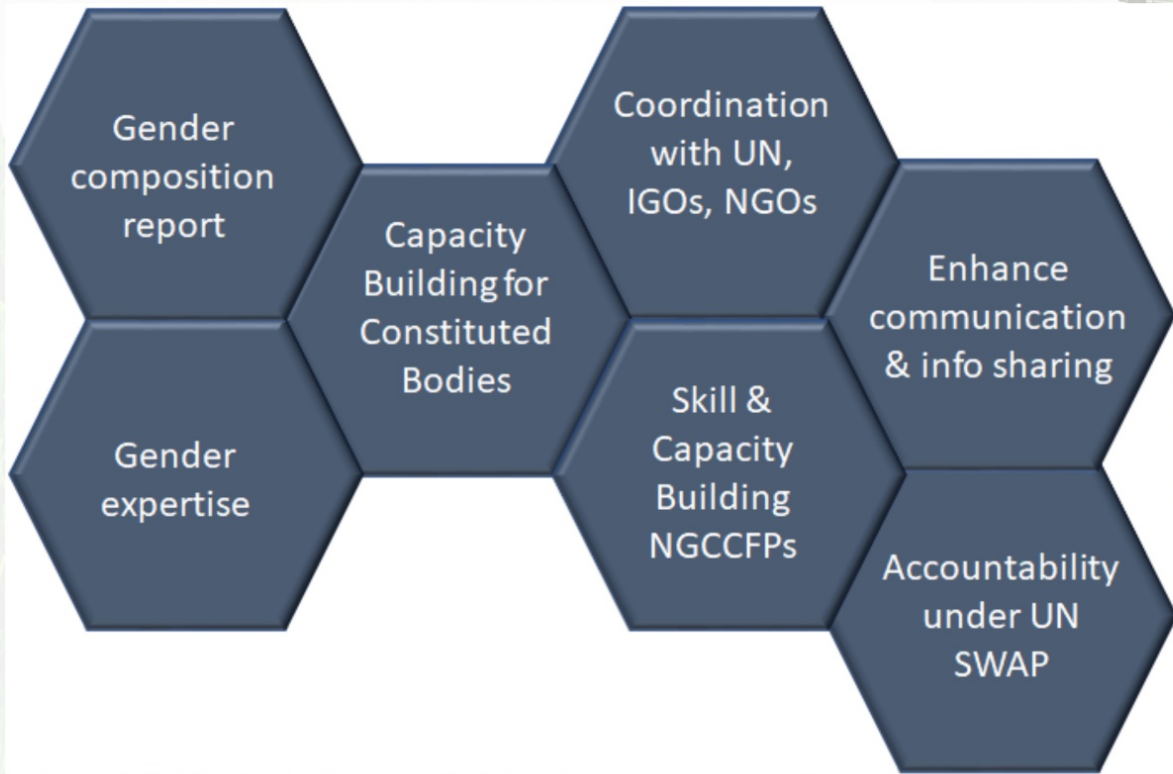 Gender
composition
report
Gender
expertise
Capacity
Building for
Constituted
Bodies
Coordination
with UN,
IGOs, NGOs
Skill &
Capacity
Building
NGCCFPs
Enhance
communication
& info sharing
Accountability
under UN
SWAP